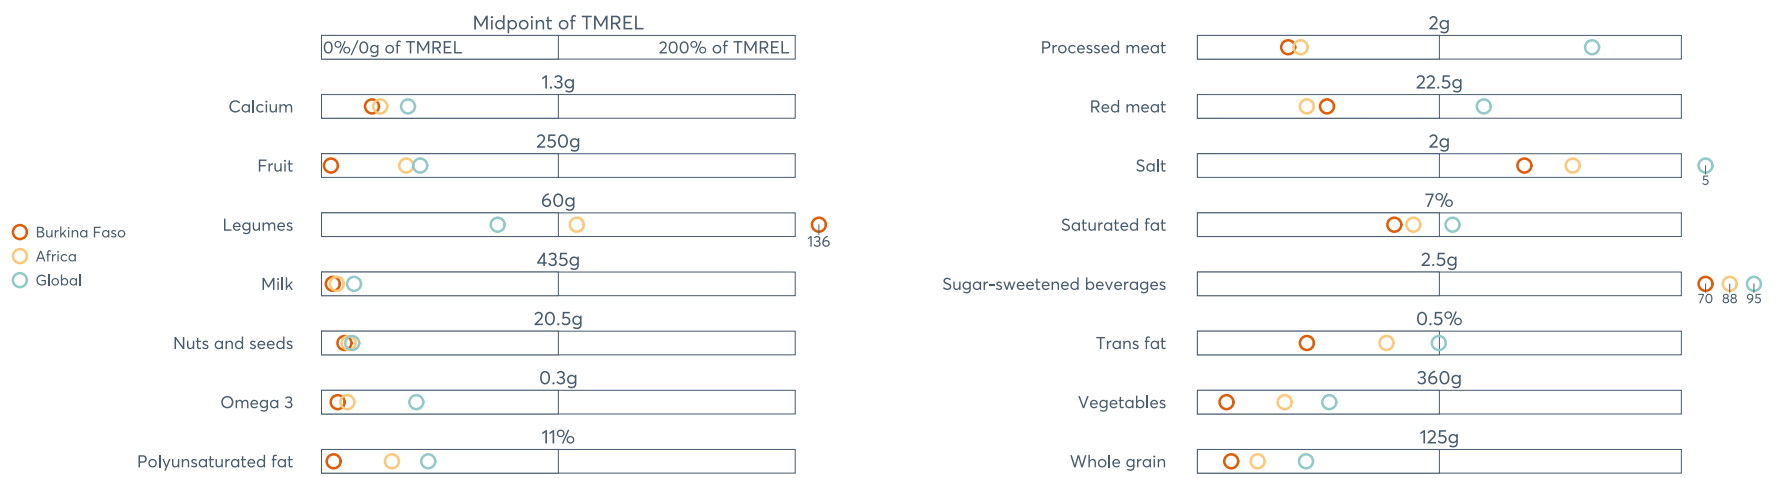 Midpoint of TMREL
0%/0g of TMREL
200% of TMREL
1.3g
Calcium
250g
Fruit
60g
Legumes
136
435g
Milk
20.5g
Nuts and seeds
0.3g
Omega 3
11%
Polyunsaturated fat
Burkina Faso
Africa
Global
2g
Processed meat
22.5g
Red meat
2g
Salt
5
7%
Saturated fat
2.5g
Sugar-sweetened beverages
70 88 95
0.5%
Trans fat
360g
Vegetables
125g
Whole grain